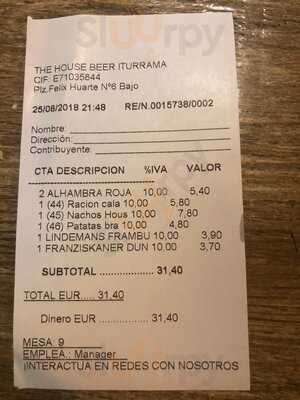 Sluurpy
THE HOUSE BEER ITURRAMA
CIF: E71035844
Plz.Felix Huarte Nº6 Bajo
25/08/2018 21:48 RE/N.0015738/0002
Nombre:
Dirección:
Contribuyente:
CTA DESCRIPCION %IVA VALOR
2 ALHAMBRA ROJA 10,00 5,40
1 (44) Racion cala 10,00 5,80
1 (45) Nachos Hous 10,00 7,80
1 (46) Patatas bra 10,00 4,80
1 LINDEMANS FRAMBU 10,00 3,90
1 FRANZISKANER DUN 10,00 3,70
SUBTOTAL .................... 31,40
TOTAL EUR..... 31,40
Dinero EUR .................... 31,40
MESA: 9
EMPLEA.: Manager
¡INTERACTUA EN REDES CON NOSOTROS